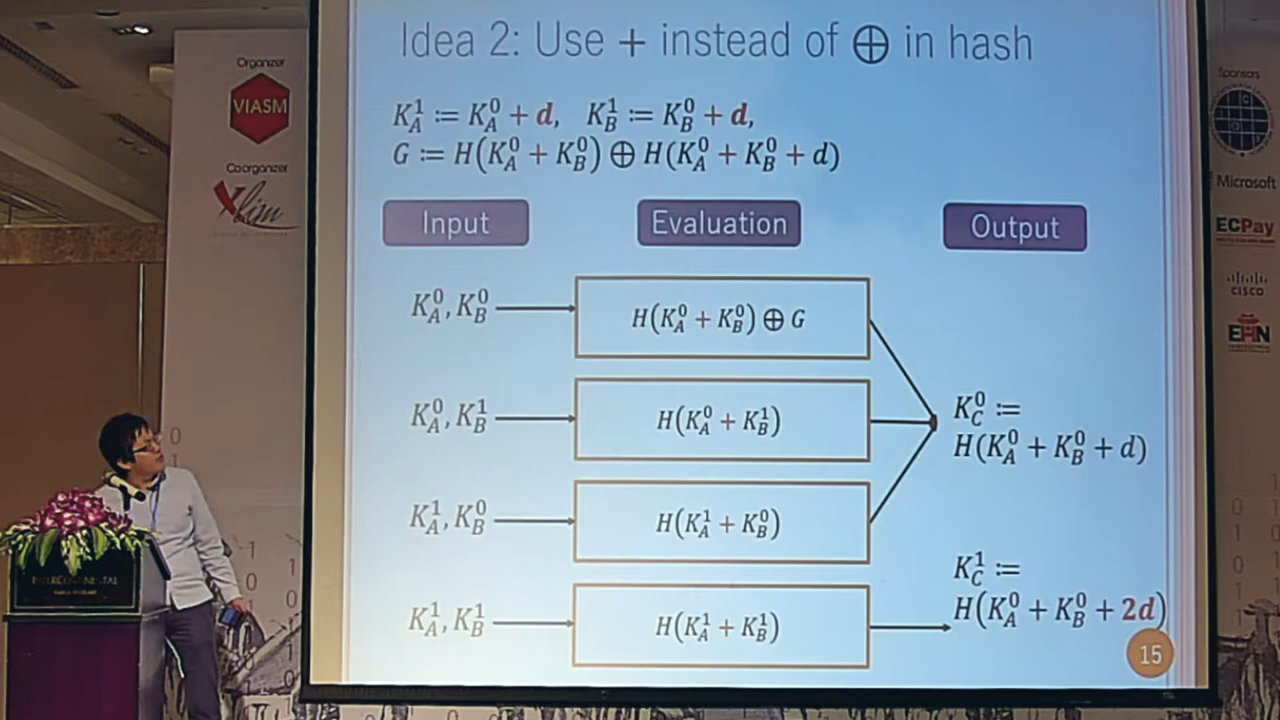 Idea 2: Use + instead of ⊕ in hash
K_A^1 := K_A^0 + d, K_B^1 := K_B^0 + d,
G := H(K_A^0 + K_B^0) ⊕ H(K_A^0 + K_B^0 + d)
Input
Evaluation
Output
K_A^0, K_B^0
H(K_A^0 + K_B^0) ⊕ G
K_A^0, K_B^1
H(K_A^0 + K_B^1)
K_C^0 :=
H(K_A^0 + K_B^0 + d)
K_A^1, K_B^0
H(K_A^1 + K_B^0)
K_A^1, K_B^1
H(K_A^1 + K_B^1)
K_C^1 :=
H(K_A^0 + K_B^0 + 2d)
15
Organizer
VIASM
Coorganizer
Xlim
Sponsors
Microsoft
ECPay
CISCO
INTERCONTINENTAL